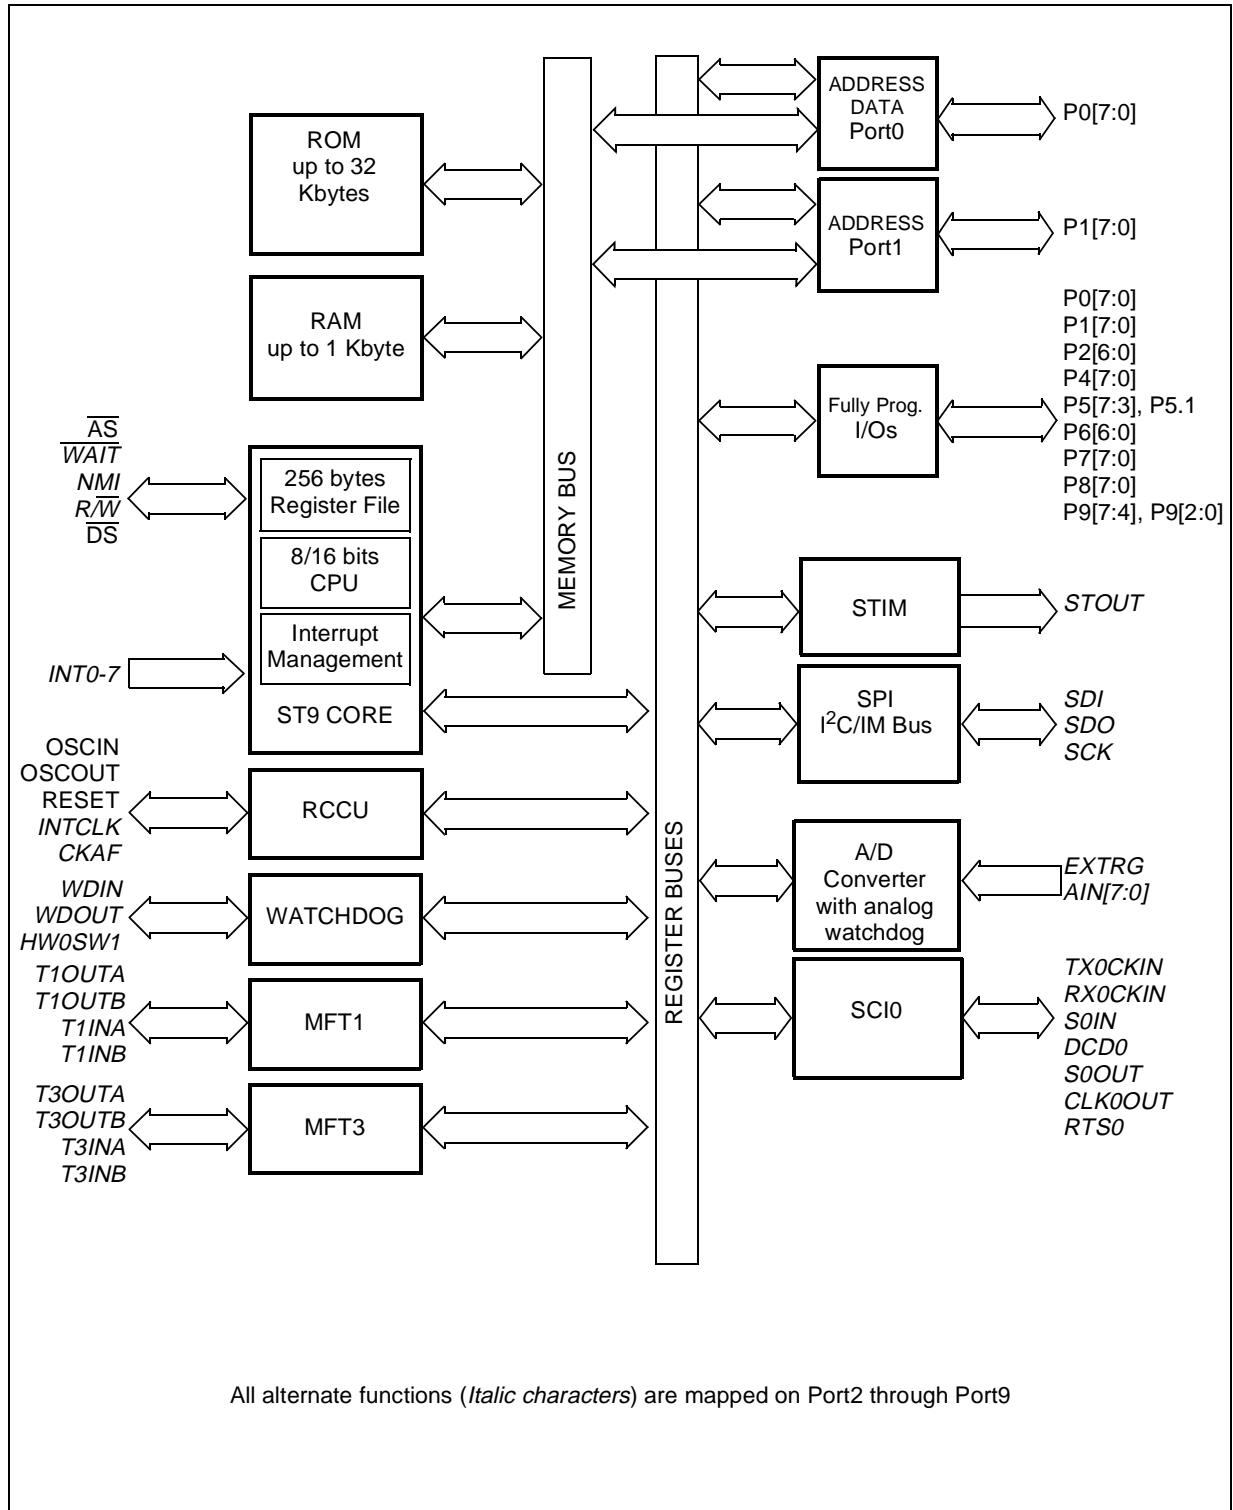 ROM
up to 32
Kbytes
RAM
up to 1 Kbyte
AS
WAIT
NMI
R/W
DS
256 bytes
Register File
8/16 bits
CPU
Interrupt
Management
ST9 CORE
INT0-7
OSCIN
OSCOUT
RESET
INTCLK
CKAF
RCCU
WDIN
WDOUT
HW0SW1
WATCHDOG
T1OUTA
T1OUTB
T1INA
T1INB
MFT1
T3OUTA
T3OUTB
T3INA
T3INB
MFT3
MEMORY BUS
REGISTER BUSES
ADDRESS
DATA
Port0
P0[7:0]
ADDRESS
Port1
P1[7:0]
Fully Prog.
I/Os
P0[7:0]
P1[7:0]
P2[6:0]
P4[7:0]
P5[7:3], P5.1
P6[6:0]
P7[7:0]
P8[7:0]
P9[7:4], P9[2:0]
STIM
STOUT
SPI
I²C/IM Bus
SDI
SDO
SCK
A/D
Converter
with analog
watchdog
EXTRG
AIN[7:0]
SCI0
TX0CKIN
RX0CKIN
S0IN
DCD0
S0OUT
CLK0OUT
RTS0
All alternate functions (Italic characters) are mapped on Port2 through Port9